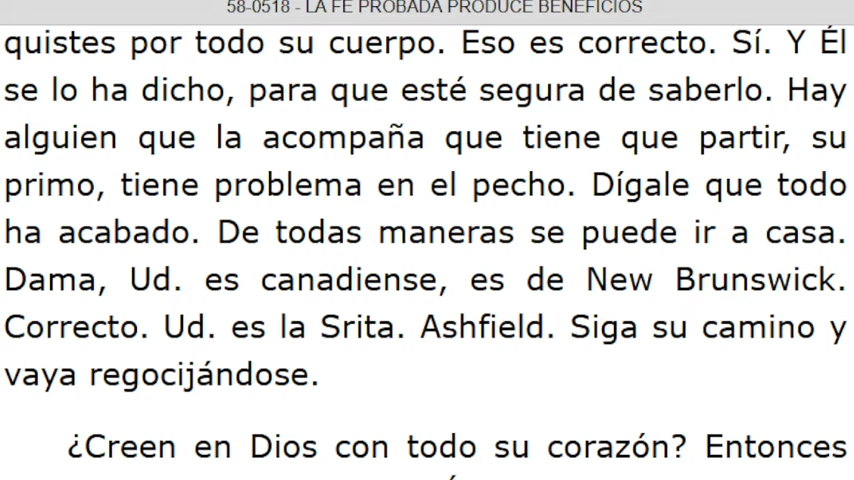 58-0518 - LA FE PROBADA PRODUCE BENEFICIOS
quistes por todo su cuerpo. Eso es correcto. Sí. Y Él
se lo ha dicho, para que esté segura de saberlo. Hay
alguien que la acompaña que tiene que partir, su
primo, tiene problema en el pecho. Dígale que todo
ha acabado. De todas maneras se puede ir a casa.
Dama, Ud. es canadiense, es de New Brunswick.
Correcto. Ud. es la Srita. Ashfield. Siga su camino y
vaya regocijándose.
¿Creen en Dios con todo su corazón? Entonces